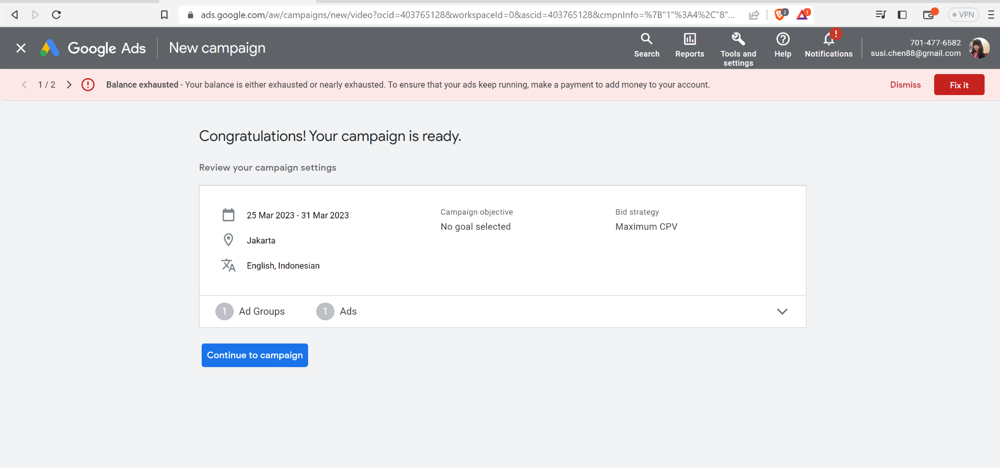 ads.google.com/aw/campaigns/new/video?ocid=403765128&workspaceId=0&ascid=403765128&cmpnInfo=%7B"1"%3A4%2C"8"...
2
1
VPN
Google Ads
New campaign
Search
Reports
Tools and
settings
Help
!
Notifications
701-477-6582
susi.chen88@gmail.com
1 / 2
Balance exhausted - Your balance is either exhausted or nearly exhausted. To ensure that your ads keep running, make a payment to add money to your account.
Dismiss
Fix it
Congratulations! Your campaign is ready.
Review your campaign settings
25 Mar 2023 - 31 Mar 2023
Jakarta
English, Indonesian
Campaign objective
No goal selected
Bid strategy
Maximum CPV
1 Ad Groups
1 Ads
Continue to campaign